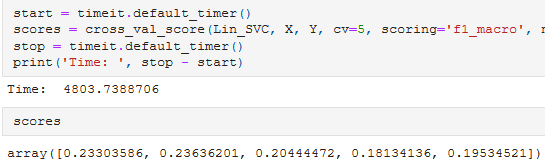 start = timeit.default_timer()
scores = cross_val_score(Lin_SVC, X, Y, cv=5, scoring='f1_macro',
stop = timeit.default_timer()
print('Time: ', stop - start)
Time:  4803.7388706
scores
array([0.23303586, 0.23636201, 0.20444472, 0.18134136, 0.19534521])